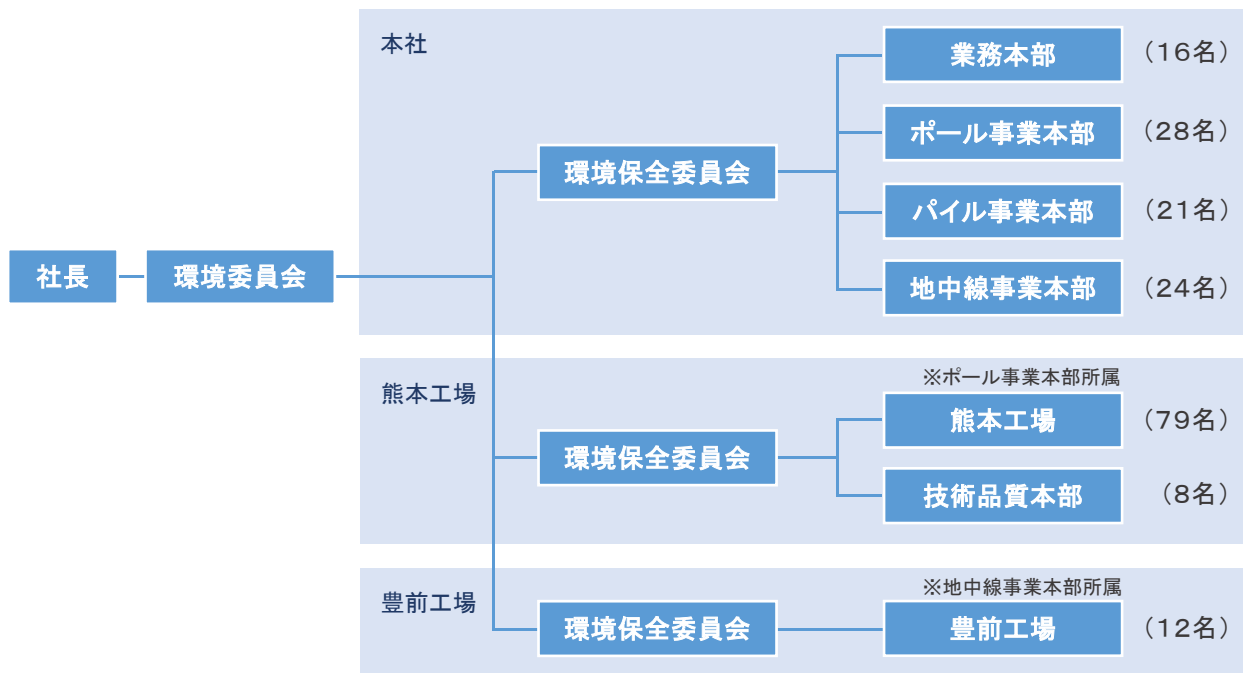 社長
環境委員会
本社
環境保全委員会
業務本部
（16名）
ポール事業本部
（28名）
パイル事業本部
（21名）
地中線事業本部
（24名）
熊本工場
環境保全委員会
※ポール事業本部所属
熊本工場
（79名）
技術品質本部
（8名）
豊前工場
環境保全委員会
※地中線事業本部所属
豊前工場
（12名）